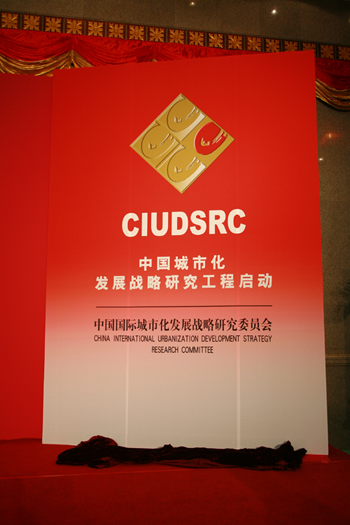 CIUDSRC
中国城市化
发展战略研究工程启动
中国国际城市化发展战略研究委员会
CHINA INTERNATIONAL URBANIZATION DEVELOPMENT STRATEGY
RESEARCH COMMITTEE